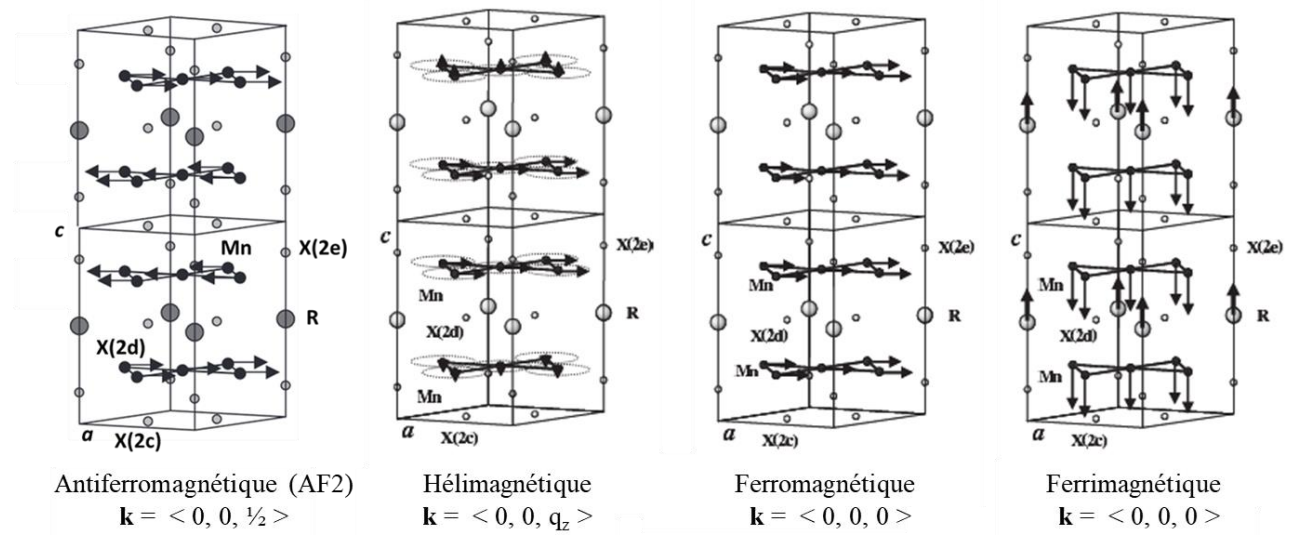 c
Mn
X(2e)
R
X(2d)
a
X(2c)
Antiferromagnétique (AF2)
k = < 0, 0, ½ >
c
X(2e)
Mn
R
X(2d)
Mn
a
X(2c)
Hélimagnétique
k = < 0, 0, qz >
c
X(2e)
Mn
R
X(2d)
Mn
a
X(2c)
Ferromagnétique
k = < 0, 0, 0 >
c
X(2e)
Mn
R
X(2d)
Mn
a
X(2c)
Ferrimagnétique
k = < 0, 0, 0 >